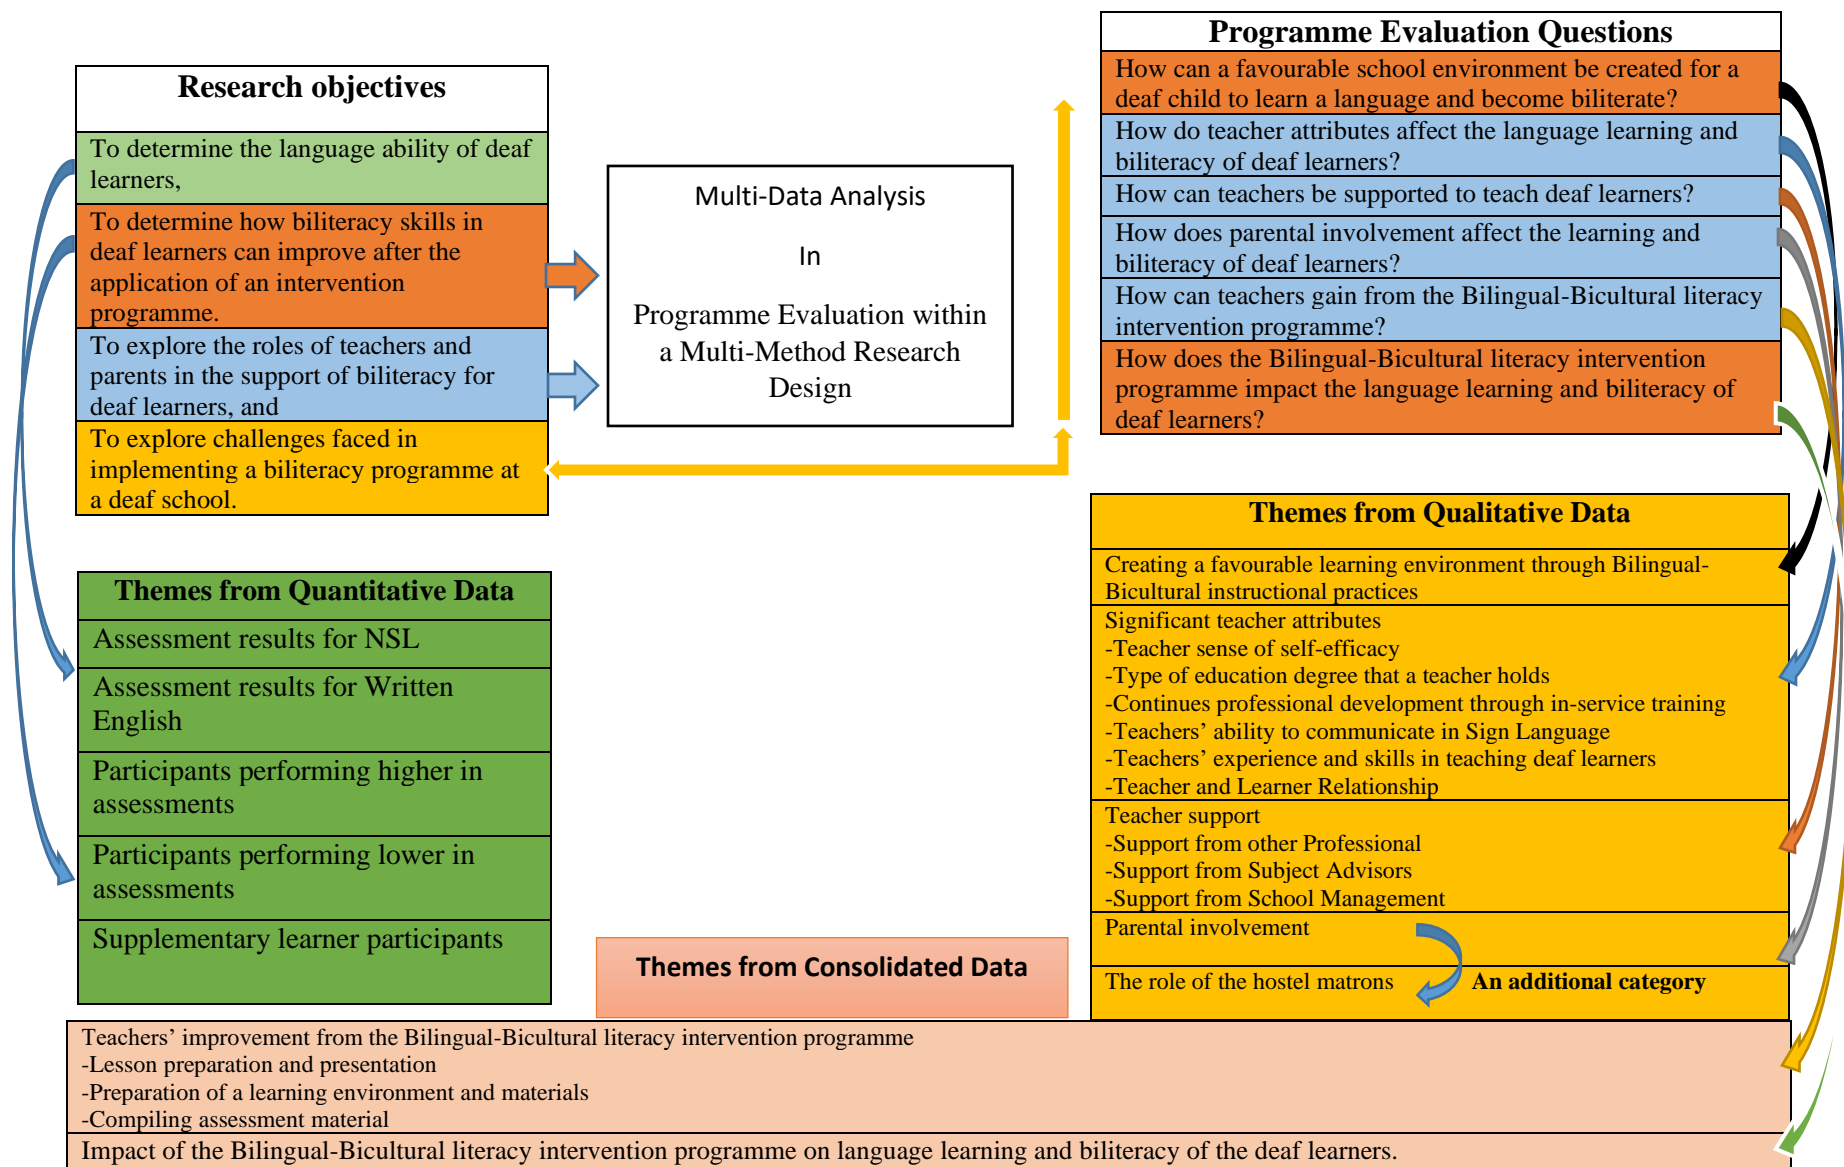 Research objectives
To determine the language ability of deaf
learners,
To determine how biliteracy skills in
deaf learners can improve after the
application of an intervention
programme.
To explore the roles of teachers and
parents in the support of biliteracy for
deaf learners, and
To explore challenges faced in
implementing a biliteracy programme at
a deaf school.
Multi-Data Analysis
In
Programme Evaluation within
a Multi-Method Research
Design
Programme Evaluation Questions
How can a favourable school environment be created for a
deaf child to learn a language and become biliterate?
How do teacher attributes affect the language learning and
biliteracy of deaf learners?
How can teachers be supported to teach deaf learners?
How does parental involvement affect the learning and
biliteracy of deaf learners?
How can teachers gain from the Bilingual-Bicultural literacy
intervention programme?
How does the Bilingual-Bicultural literacy intervention
programme impact the language learning and biliteracy of
deaf learners?
Themes from Quantitative Data
Assessment results for NSL
Assessment results for Written
English
Participants performing higher in
assessments
Participants performing lower in
assessments
Supplementary learner participants
Themes from Qualitative Data
Creating a favourable learning environment through Bilingual-
Bicultural instructional practices
Significant teacher attributes
-Teacher sense of self-efficacy
-Type of education degree that a teacher holds
-Continues professional development through in-service training
-Teachers' ability to communicate in Sign Language
-Teachers' experience and skills in teaching deaf learners
-Teacher and Learner Relationship
Teacher support
-Support from other Professional
-Support from Subject Advisors
-Support from School Management
Parental involvement
The role of the hostel matrons An additional category
Themes from Consolidated Data
Teachers' improvement from the Bilingual-Bicultural literacy intervention programme
-Lesson preparation and presentation
-Preparation of a learning environment and materials
-Compiling assessment material
Impact of the Bilingual-Bicultural literacy intervention programme on language learning and biliteracy of the deaf learners.